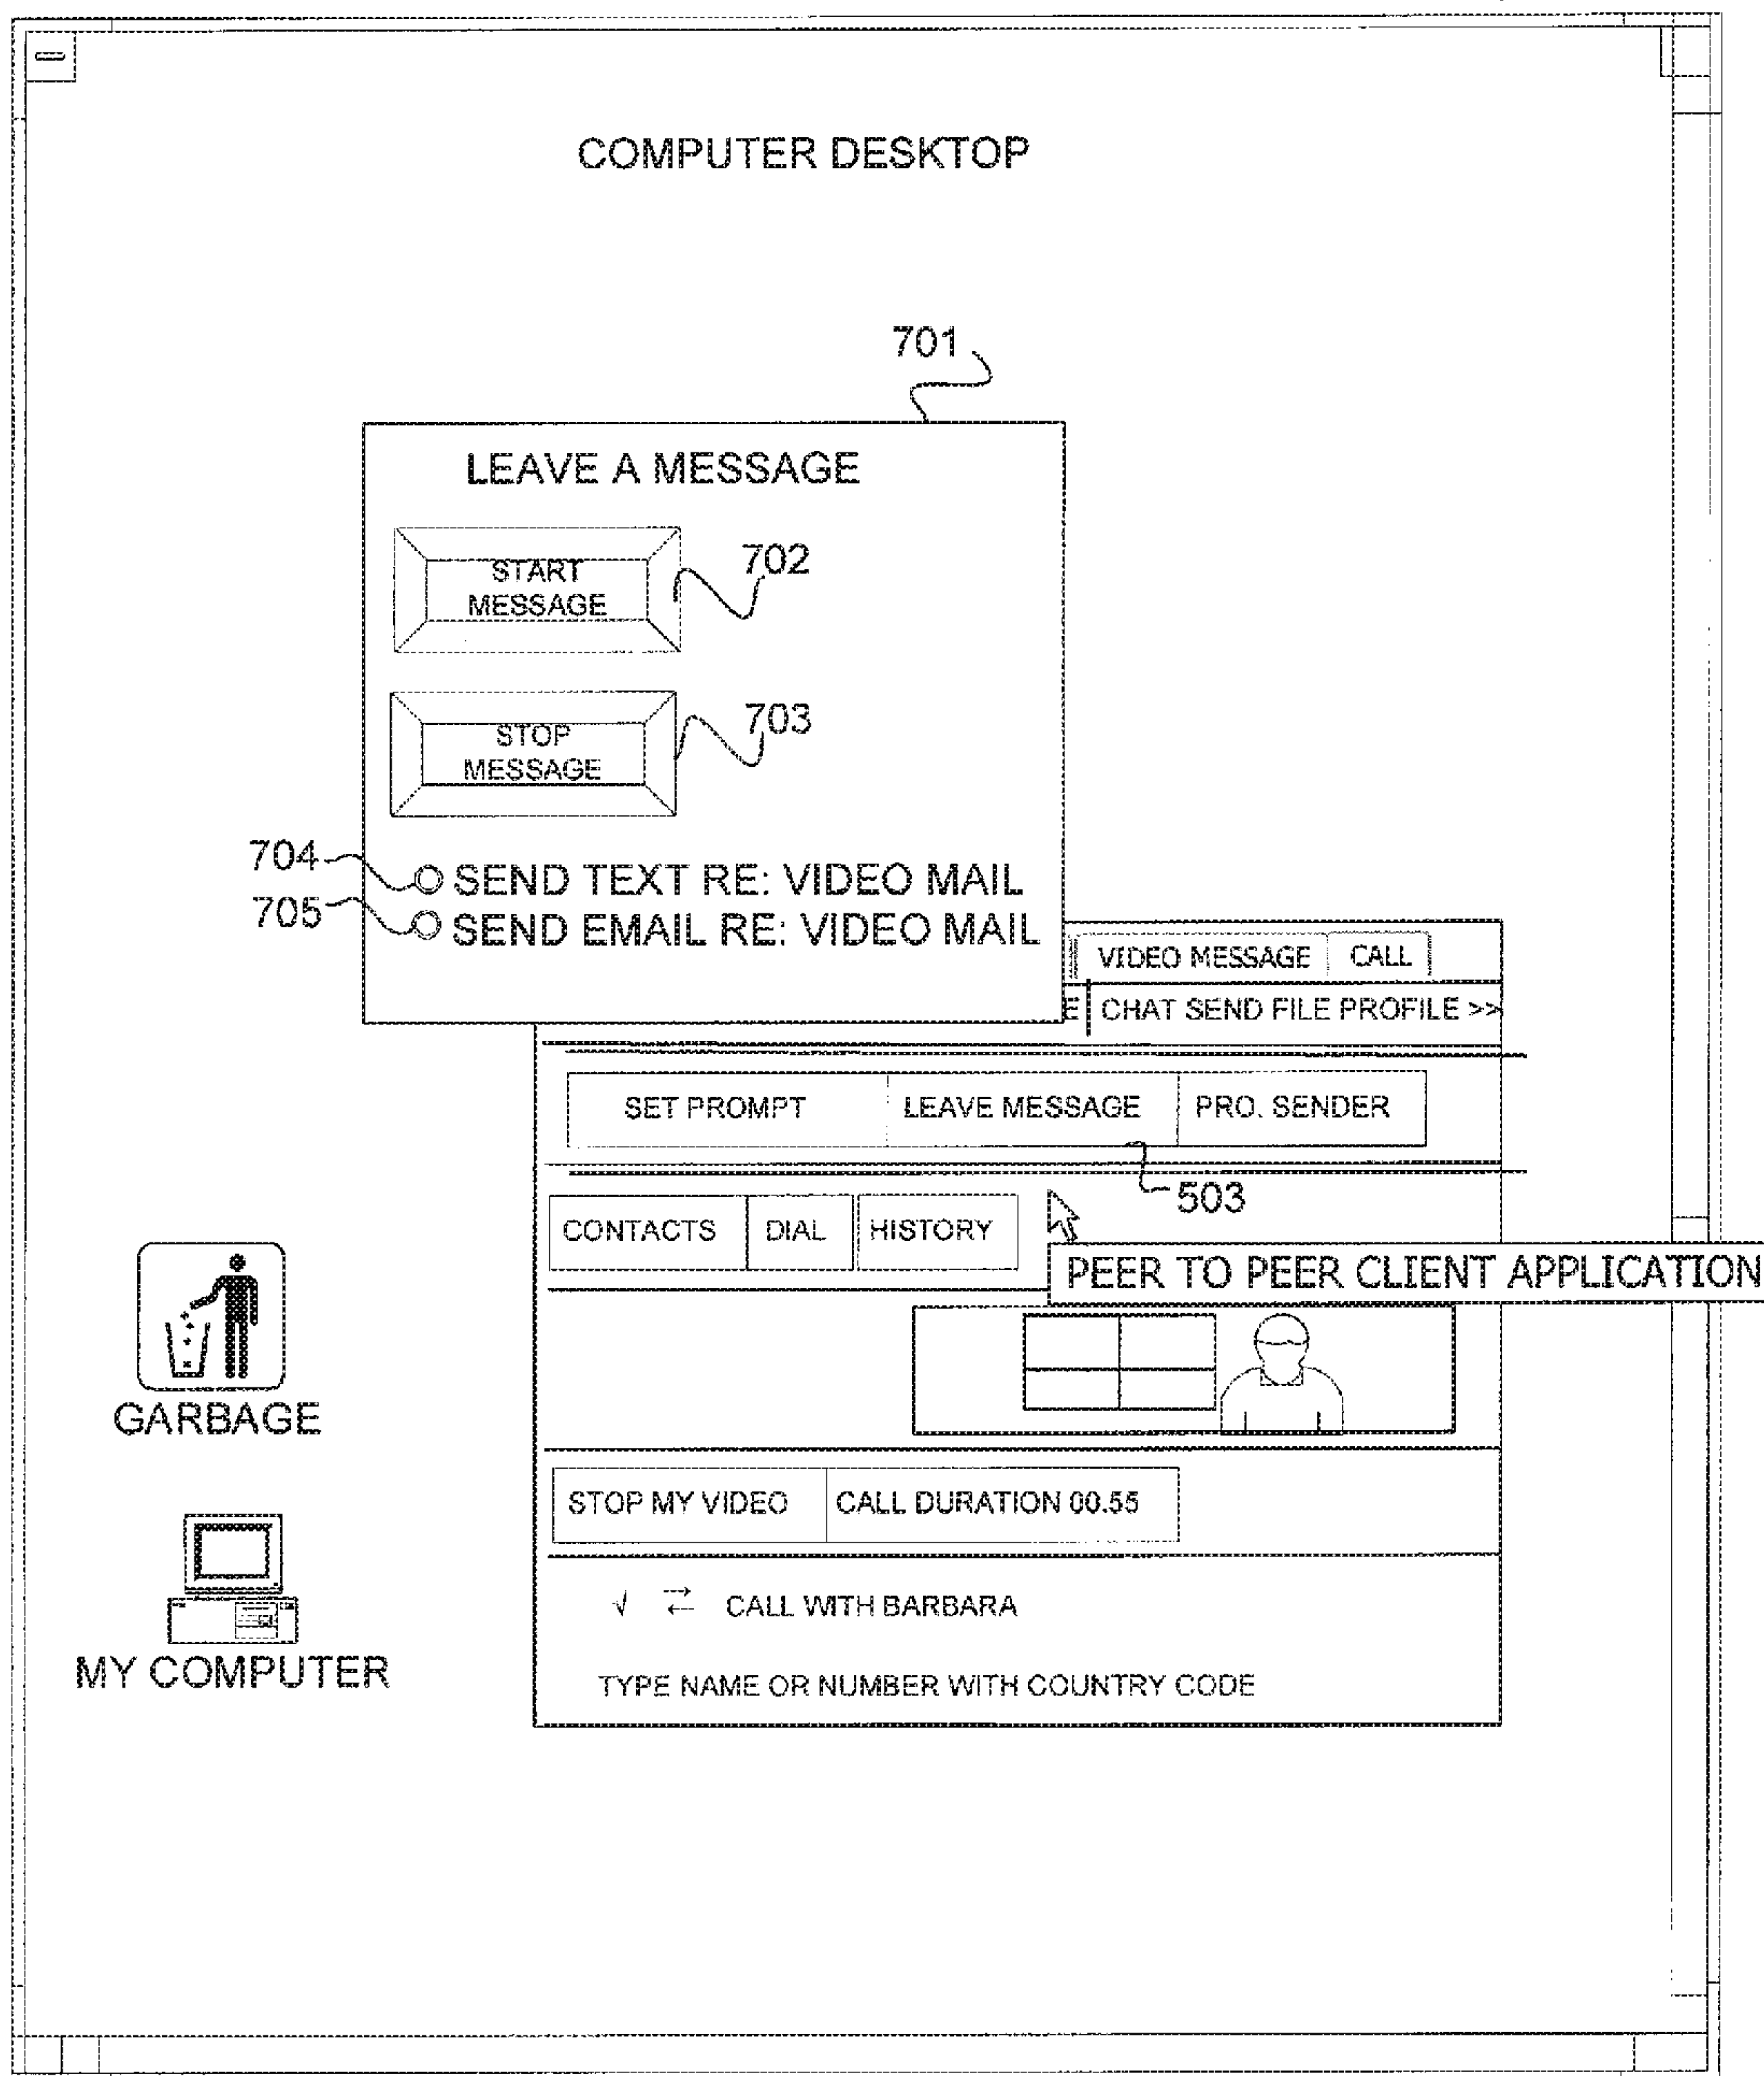 COMPUTER DESKTOP
701
LEAVE A MESSAGE
START
MESSAGE
702
STOP
MESSAGE
703
704
SEND TEXT RE: VIDEO MAIL
705
SEND EMAIL RE: VIDEO MAIL
VIDEO MESSAGE CALL
E CHAT SEND FILE PROFILE >>
SET PROMPT LEAVE MESSAGE PRO. SENDER
503
CONTACTS DIAL HISTORY
PEER TO PEER CLIENT APPLICATION
GARBAGE
STOP MY VIDEO CALL DURATION 00.55
√ CALL WITH BARBARA
MY COMPUTER
TYPE NAME OR NUMBER WITH COUNTRY CODE